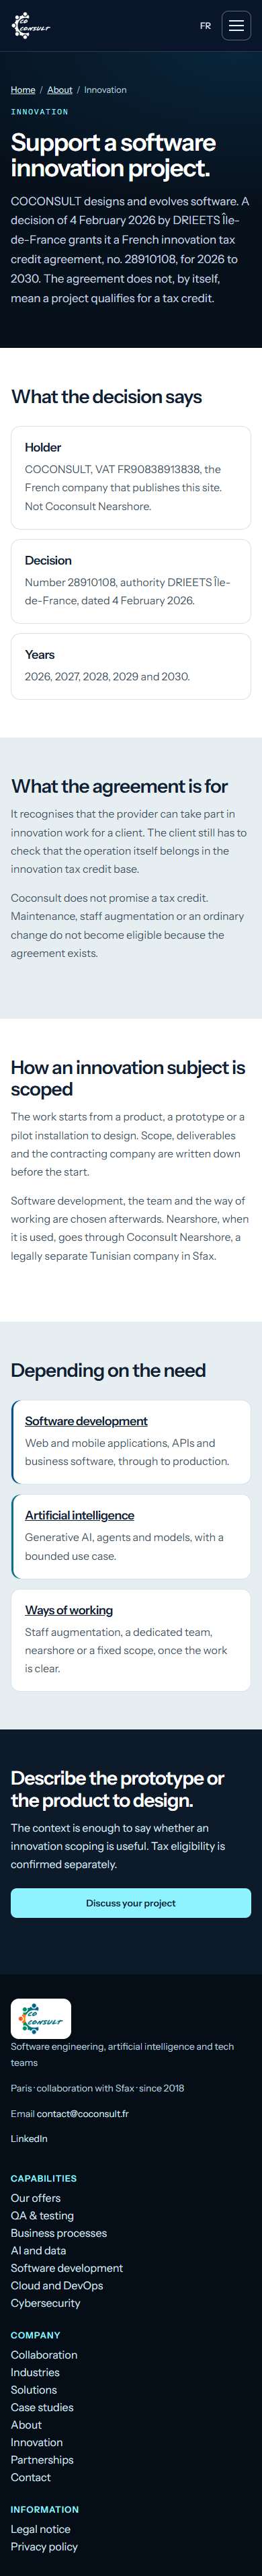 CO
CONSULT
FR
Home / About / Innovation
INNOVATION
Support a software
innovation project.
COCONSULT designs and evolves software. A
decision of 4 February 2026 by DRIEETS Île-
de-France grants it a French innovation tax
credit agreement, no. 28910108, for 2026 to
2030. The agreement does not, by itself,
mean a project qualifies for a tax credit.
What the decision says
Holder
COCONSULT, VAT FR90838913838, the
French company that publishes this site.
Not Coconsult Nearshore.
Decision
Number 28910108, authority DRIEETS Île-
de-France, dated 4 February 2026.
Years
2026, 2027, 2028, 2029 and 2030.
What the agreement is for
It recognises that the provider can take part in
innovation work for a client. The client still has to
check that the operation itself belongs in the
innovation tax credit base.
Coconsult does not promise a tax credit.
Maintenance, staff augmentation or an ordinary
change do not become eligible because the
agreement exists.
How an innovation subject is
scoped
The work starts from a product, a prototype or a
pilot installation to design. Scope, deliverables
and the contracting company are written down
before the start.
Software development, the team and the way of
working are chosen afterwards. Nearshore, when
it is used, goes through Coconsult Nearshore, a
legally separate Tunisian company in Sfax.
Depending on the need
Software development
Web and mobile applications, APIs and
business software, through to production.
Artificial intelligence
Generative AI, agents and models, with a
bounded use case.
Ways of working
Staff augmentation, a dedicated team,
nearshore or a fixed scope, once the work
is clear.
Describe the prototype or
the product to design.
The context is enough to say whether an
innovation scoping is useful. Tax eligibility is
confirmed separately.
Discuss your project
CO
CONSULT
Software engineering, artificial intelligence and tech
teams
Paris · collaboration with Sfax · since 2018
Email contact@coconsult.fr
LinkedIn
CAPABILITIES
Our offers
QA & testing
Business processes
AI and data
Software development
Cloud and DevOps
Cybersecurity
COMPANY
Collaboration
Industries
Solutions
Case studies
About
Innovation
Partnerships
Contact
INFORMATION
Legal notice
Privacy policy